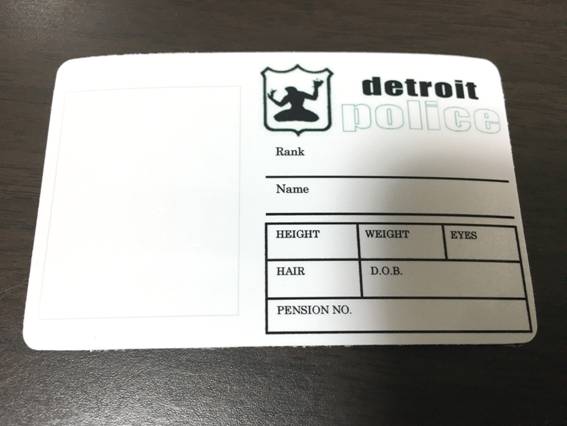 detroit
police
Rank
Name
HEIGHT WEIGHT EYES
HAIR D.O.B.
PENSION NO.